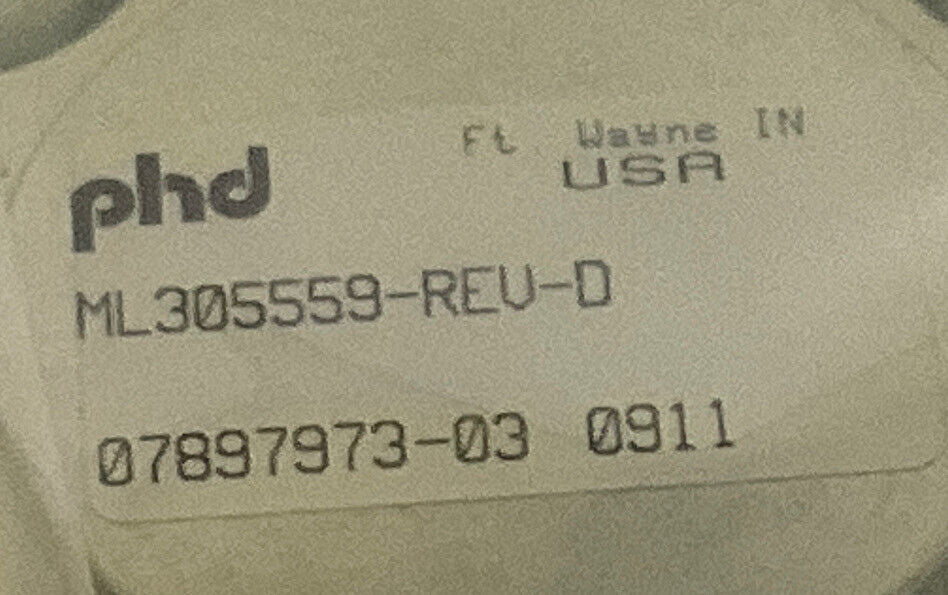 phd Ft. Wayne IN
USA
ML305559-REV-D
07897973-03 0911